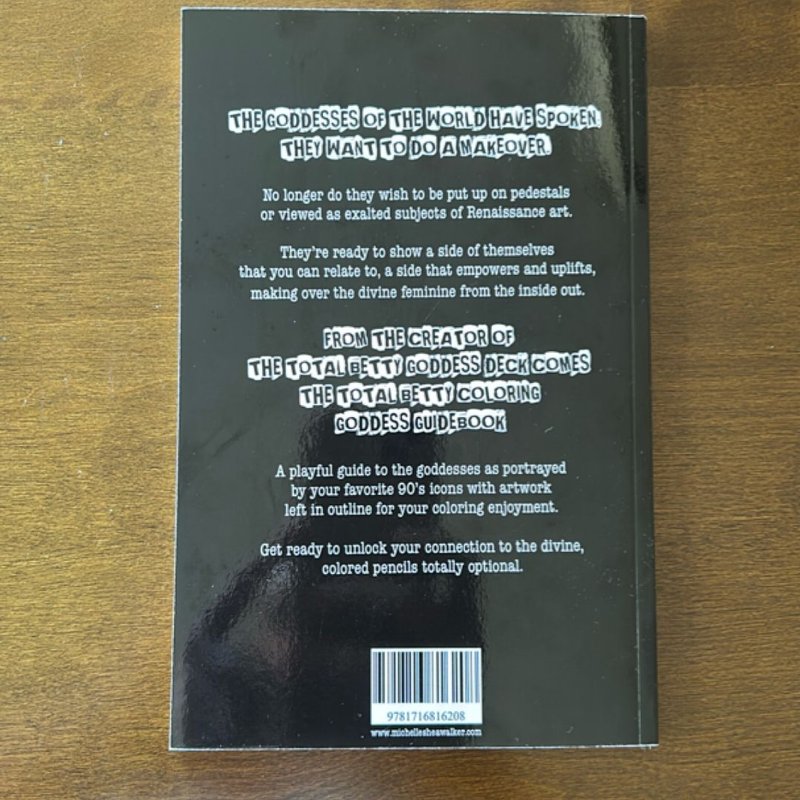 THE GODDESSES OF THE WORLD HAVE SPOKEN.
THEY WANT TO DO A MAKEOVER.
No longer do they wish to be put up on pedestals
or viewed as exalted subjects of Renaissance art.
They're ready to show a side of themselves
that you can relate to, a side that empowers and uplifts,
making over the divine feminine from the inside out.
FROM THE CREATOR OF
THE TOTAL BETTY GODDESS DECK COMES
THE TOTAL BETTY COLORING
GODDESS GUIDEBOOK
A playful guide to the goddesses as portrayed
by your favorite 90's icons with artwork
left in outline for your coloring enjoyment.
Get ready to unlock your connection to the divine,
colored pencils totally optional.
9781716816208
www.michellesheawalker.com